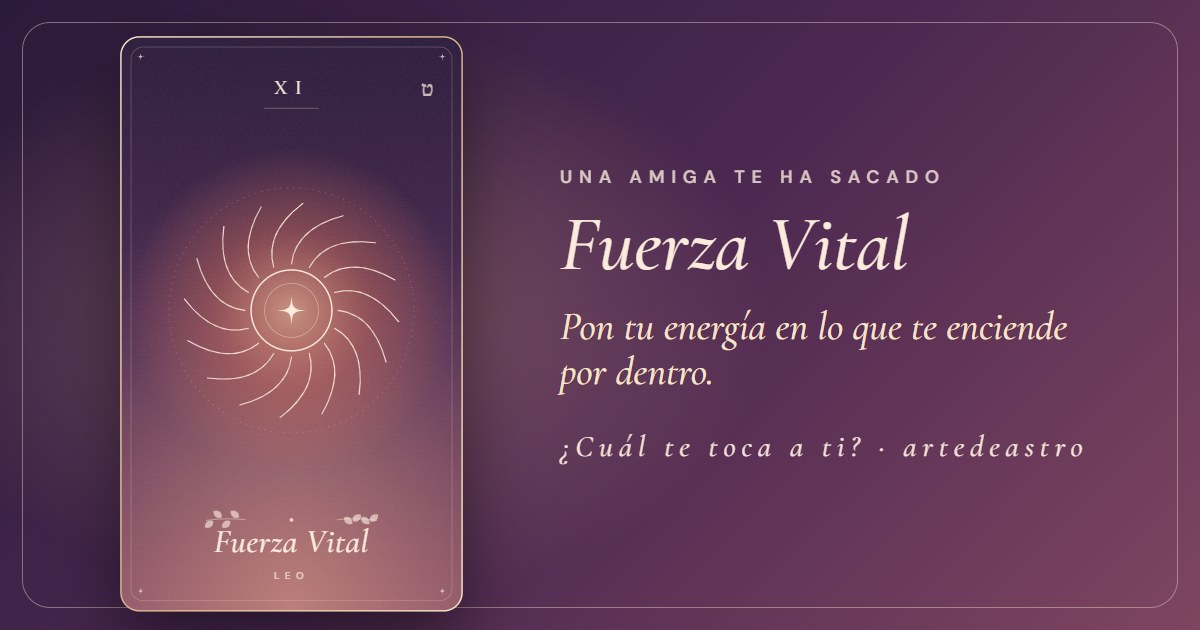 XI
ט
Fuerza Vital
LEO
UNA AMIGA TE HA SACADO
Fuerza Vital
Pon tu energía en lo que te enciende
por dentro.
¿Cuál te toca a ti? · artedeastro